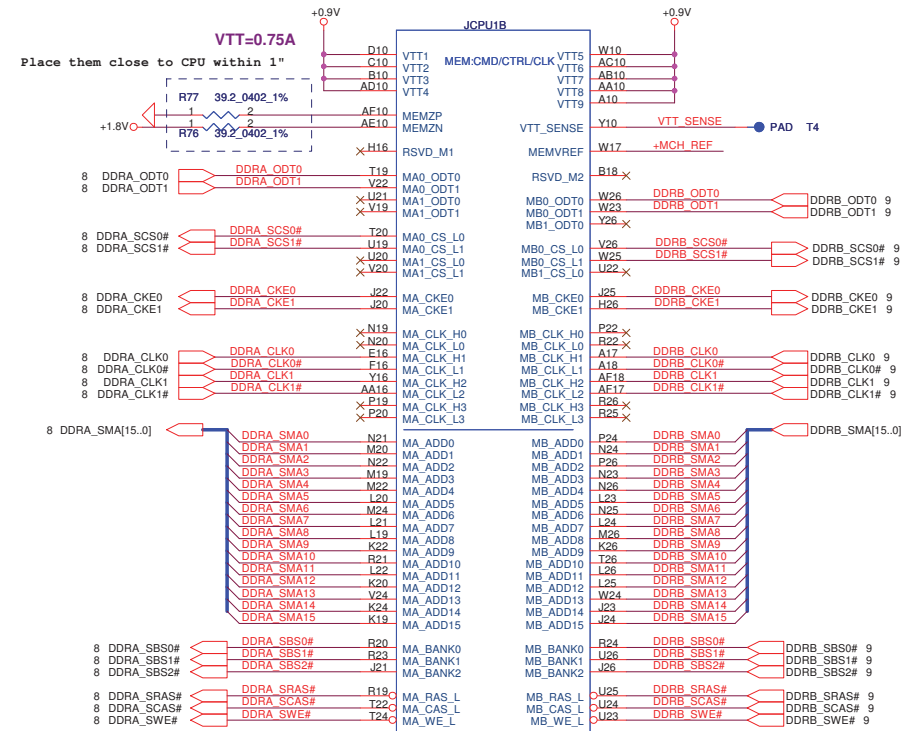 +0.9V
+0.9V
JCPU1B
VTT=0.75A
Place them close to CPU within 1"
MEM:CMD/CTRL/CLK
D10 VTT1 VTT5 W10
C10 VTT2 VTT6 AC10
B10 VTT3 VTT7 AB10
AD10 VTT4 VTT8 AA10
VTT9 A10
R77 39.2_0402_1%
1 2 AF10 MEMZP
+1.8V 1 2 AE10 MEMZN VTT_SENSE Y10 VTT_SENSE PAD T4
R76 39.2_0402_1%
H16 RSVD_M1 MEMVREF W17 +MCH_REF
RSVD_M2 B18
8 DDRA_ODT0 DDRA_ODT0 T19 MA0_ODT0
8 DDRA_ODT1 DDRA_ODT1 V22 MA0_ODT1
U21 MA1_ODT0 MB0_ODT0 W26 DDRB_ODT0 DDRB_ODT0 9
V19 MA1_ODT1 MB0_ODT1 W23 DDRB_ODT1 DDRB_ODT1 9
MB1_ODT0 Y26
8 DDRA_SCS0# DDRA_SCS0# T20 MA0_CS_L0
8 DDRA_SCS1# DDRA_SCS1# U19 MA0_CS_L1 MB0_CS_L0 V26 DDRB_SCS0# DDRB_SCS0# 9
U20 MA1_CS_L0 MB0_CS_L1 W25 DDRB_SCS1# DDRB_SCS1# 9
V20 MA1_CS_L1 MB1_CS_L0 U22
8 DDRA_CKE0 DDRA_CKE0 J22 MA_CKE0 MB_CKE0 J25 DDRB_CKE0 DDRB_CKE0 9
8 DDRA_CKE1 DDRA_CKE1 J20 MA_CKE1 MB_CKE1 H26 DDRB_CKE1 DDRB_CKE1 9
N19 MA_CLK_H0 MB_CLK_H0 P22
N20 MA_CLK_L0 MB_CLK_L0 R22
8 DDRA_CLK0 DDRA_CLK0 E16 MA_CLK_H1 MB_CLK_H1 A17 DDRB_CLK0 DDRB_CLK0 9
8 DDRA_CLK0# DDRA_CLK0# F16 MA_CLK_L1 MB_CLK_L1 A18 DDRB_CLK0# DDRB_CLK0# 9
8 DDRA_CLK1 DDRA_CLK1 Y16 MA_CLK_H2 MB_CLK_H2 AF18 DDRB_CLK1 DDRB_CLK1 9
8 DDRA_CLK1# DDRA_CLK1# AA16 MA_CLK_L2 MB_CLK_L2 AF17 DDRB_CLK1# DDRB_CLK1# 9
P19 MA_CLK_H3 MB_CLK_H3 R26
P20 MA_CLK_L3 MB_CLK_L3 R25
8 DDRA_SMA[15..0] DDRB_SMA[15..0]
DDRA_SMA0 N21 MA_ADD0 MB_ADD0 P24 DDRB_SMA0
DDRA_SMA1 M20 MA_ADD1 MB_ADD1 N24 DDRB_SMA1
DDRA_SMA2 N22 MA_ADD2 MB_ADD2 P26 DDRB_SMA2
DDRA_SMA3 M19 MA_ADD3 MB_ADD3 N23 DDRB_SMA3
DDRA_SMA4 M22 MA_ADD4 MB_ADD4 N26 DDRB_SMA4
DDRA_SMA5 L20 MA_ADD5 MB_ADD5 L23 DDRB_SMA5
DDRA_SMA6 M24 MA_ADD6 MB_ADD6 N25 DDRB_SMA6
DDRA_SMA7 L21 MA_ADD7 MB_ADD7 L24 DDRB_SMA7
DDRA_SMA8 L19 MA_ADD8 MB_ADD8 M26 DDRB_SMA8
DDRA_SMA9 K22 MA_ADD9 MB_ADD9 K26 DDRB_SMA9
DDRA_SMA10 R21 MA_ADD10 MB_ADD10 T26 DDRB_SMA10
DDRA_SMA11 L22 MA_ADD11 MB_ADD11 L26 DDRB_SMA11
DDRA_SMA12 K20 MA_ADD12 MB_ADD12 L25 DDRB_SMA12
DDRA_SMA13 V24 MA_ADD13 MB_ADD13 W24 DDRB_SMA13
DDRA_SMA14 K24 MA_ADD14 MB_ADD14 J23 DDRB_SMA14
DDRA_SMA15 K19 MA_ADD15 MB_ADD15 J24 DDRB_SMA15
8 DDRA_SBS0# DDRA_SBS0# R20 MA_BANK0 MB_BANK0 R24 DDRB_SBS0# DDRB_SBS0# 9
8 DDRA_SBS1# DDRA_SBS1# R23 MA_BANK1 MB_BANK1 U26 DDRB_SBS1# DDRB_SBS1# 9
8 DDRA_SBS2# DDRA_SBS2# J21 MA_BANK2 MB_BANK2 J26 DDRB_SBS2# DDRB_SBS2# 9
8 DDRA_SRAS# DDRA_SRAS# R19 MA_RAS_L MB_RAS_L U25 DDRB_SRAS# DDRB_SRAS# 9
8 DDRA_SCAS# DDRA_SCAS# T22 MA_CAS_L MB_CAS_L U24 DDRB_SCAS# DDRB_SCAS# 9
8 DDRA_SWE# DDRA_SWE# T24 MA_WE_L MB_WE_L U23 DDRB_SWE# DDRB_SWE# 9